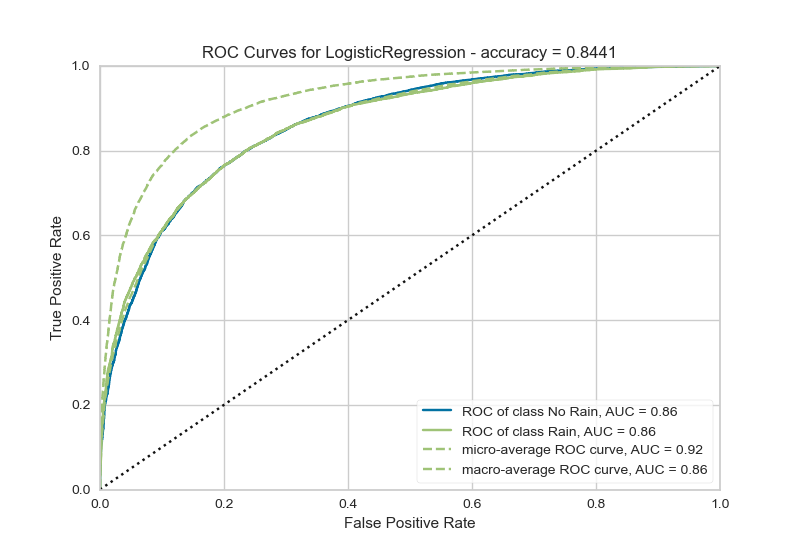 ROC Curves for LogisticRegression - accuracy = 0.8441
1.0
0.8
0.6
0.4
0.2
0.0
True Positive Rate
ROC of class No Rain, AUC = 0.86
ROC of class Rain, AUC = 0.86
micro-average ROC curve, AUC = 0.92
macro-average ROC curve, AUC = 0.86
0.0 0.2 0.4 0.6 0.8 1.0
False Positive Rate